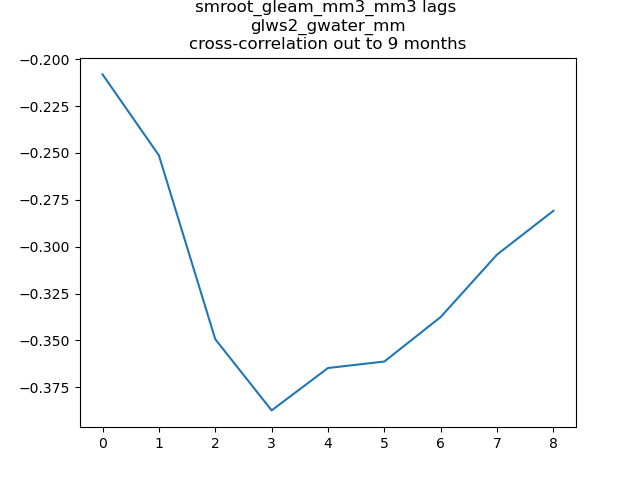 smroot_gleam_mm3_mm3 lags
glws2_gwater_mm
cross-correlation out to 9 months
−0.200
−0.225
−0.250
−0.275
−0.300
−0.325
−0.350
−0.375
0 1 2 3 4 5 6 7 8